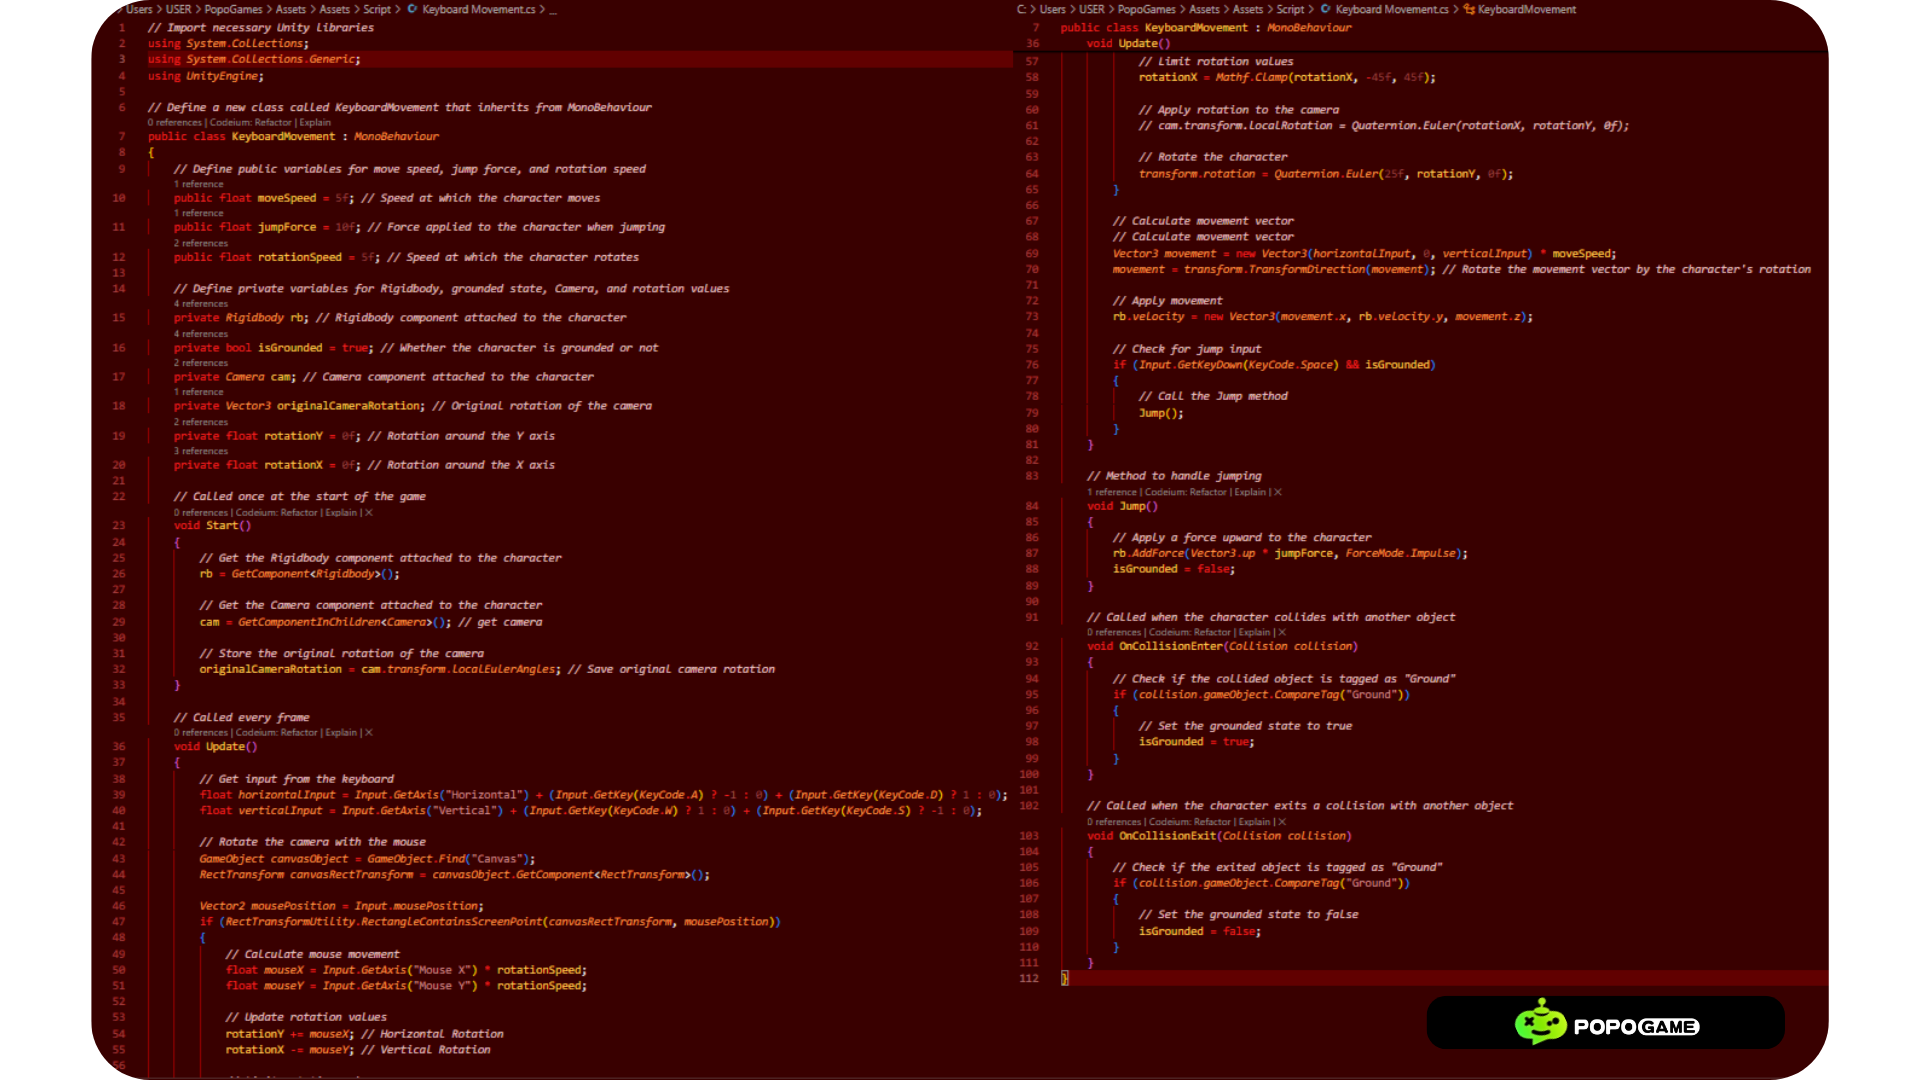 Users > USER > PopoGames > Assets > Assets > Script > Keyboard Movement.cs > ...
1 // Import necessary Unity libraries
2 using System.Collections;
3 using System.Collections.Generic;
4 using UnityEngine;
5
6 // Define a new class called KeyboardMovement that inherits from MonoBehaviour
0 references | Codeium: Refactor | Explain
7 public class KeyboardMovement : MonoBehaviour
8 {
9 // Define public variables for move speed, jump force, and rotation speed
1 reference
10 public float moveSpeed = 5f; // Speed at which the character moves
1 reference
11 public float jumpForce = 10f; // Force applied to the character when jumping
2 references
12 public float rotationSpeed = 5f; // Speed at which the character rotates
13
14 // Define private variables for Rigidbody, grounded state, Camera, and rotation values
4 references
15 private Rigidbody rb; // Rigidbody component attached to the character
4 references
16 private bool isGrounded = true; // Whether the character is grounded or not
2 references
17 private Camera cam; // Camera component attached to the character
1 reference
18 private Vector3 originalCameraRotation; // Original rotation of the camera
2 references
19 private float rotationY = 0f; // Rotation around the Y axis
3 references
20 private float rotationX = 0f; // Rotation around the X axis
21
22 // Called once at the start of the game
0 references | Codeium: Refactor | Explain | X
23 void Start()
24 {
25 // Get the Rigidbody component attached to the character
26 rb = GetComponent<Rigidbody>();
27
28 // Get the Camera component attached to the character
29 cam = GetComponentInChildren<Camera>(); // get camera
30
31 // Store the original rotation of the camera
32 originalCameraRotation = cam.transform.localEulerAngles; // Save original camera rotation
33 }
34
35 // Called every frame
0 references | Codeium: Refactor | Explain | X
36 void Update()
37 {
38 // Get input from the keyboard
39 float horizontalInput = Input.GetAxis("Horizontal") + (Input.GetKey(KeyCode.A) ? -1 : 0) + (Input.GetKey(KeyCode.D) ? 1 : 0);
40 float verticalInput = Input.GetAxis("Vertical") + (Input.GetKey(KeyCode.W) ? 1 : 0) + (Input.GetKey(KeyCode.S) ? -1 : 0);
41
42 // Rotate the camera with the mouse
43 GameObject canvasObject = GameObject.Find("Canvas");
44 RectTransform canvasRectTransform = canvasObject.GetComponent<RectTransform>();
45
46 Vector2 mousePosition = Input.mousePosition;
47 if (RectTransformUtility.RectangleContainsScreenPoint(canvasRectTransform, mousePosition))
48 {
49 // Calculate mouse movement
50 float mouseX = Input.GetAxis("Mouse X") * rotationSpeed;
51 float mouseY = Input.GetAxis("Mouse Y") * rotationSpeed;
52
53 // Update rotation values
54 rotationY += mouseX; // Horizontal Rotation
55 rotationX -= mouseY; // Vertical Rotation
56
C: > Users > USER > PopoGames > Assets > Assets > Script > Keyboard Movement.cs > KeyboardMovement
7 public class KeyboardMovement : MonoBehaviour
36 void Update()
57 // Limit rotation values
58 rotationX = Mathf.Clamp(rotationX, -45f, 45f);
59
60 // Apply rotation to the camera
61 // cam.transform.localRotation = Quaternion.Euler(rotationX, rotationY, 0f);
62
63 // Rotate the character
64 transform.rotation = Quaternion.Euler(25f, rotationY, 0f);
65 }
66
67 // Calculate movement vector
68 // Calculate movement vector
69 Vector3 movement = new Vector3(horizontalInput, 0, verticalInput) * moveSpeed;
70 movement = transform.TransformDirection(movement); // Rotate the movement vector by the character's rotation
71
72 // Apply movement
73 rb.velocity = new Vector3(movement.x, rb.velocity.y, movement.z);
74
75 // Check for jump input
76 if (Input.GetKeyDown(KeyCode.Space) && isGrounded)
77 {
78 // Call the Jump method
79 Jump();
80 }
81 }
82
83 // Method to handle jumping
1 reference | Codeium: Refactor | Explain | X
84 void Jump()
85 {
86 // Apply a force upward to the character
87 rb.AddForce(Vector3.up * jumpForce, ForceMode.Impulse);
88 isGrounded = false;
89 }
90
91 // Called when the character collides with another object
0 references | Codeium: Refactor | Explain | X
92 void OnCollisionEnter(Collision collision)
93 {
94 // Check if the collided object is tagged as "Ground"
95 if (collision.gameObject.CompareTag("Ground"))
96 {
97 // Set the grounded state to true
98 isGrounded = true;
99 }
100 }
101
102 // Called when the character exits a collision with another object
0 references | Codeium: Refactor | Explain | X
103 void OnCollisionExit(Collision collision)
104 {
105 // Check if the exited object is tagged as "Ground"
106 if (collision.gameObject.CompareTag("Ground"))
107 {
108 // Set the grounded state to false
109 isGrounded = false;
110 }
111 }
112 }
POPOGAME